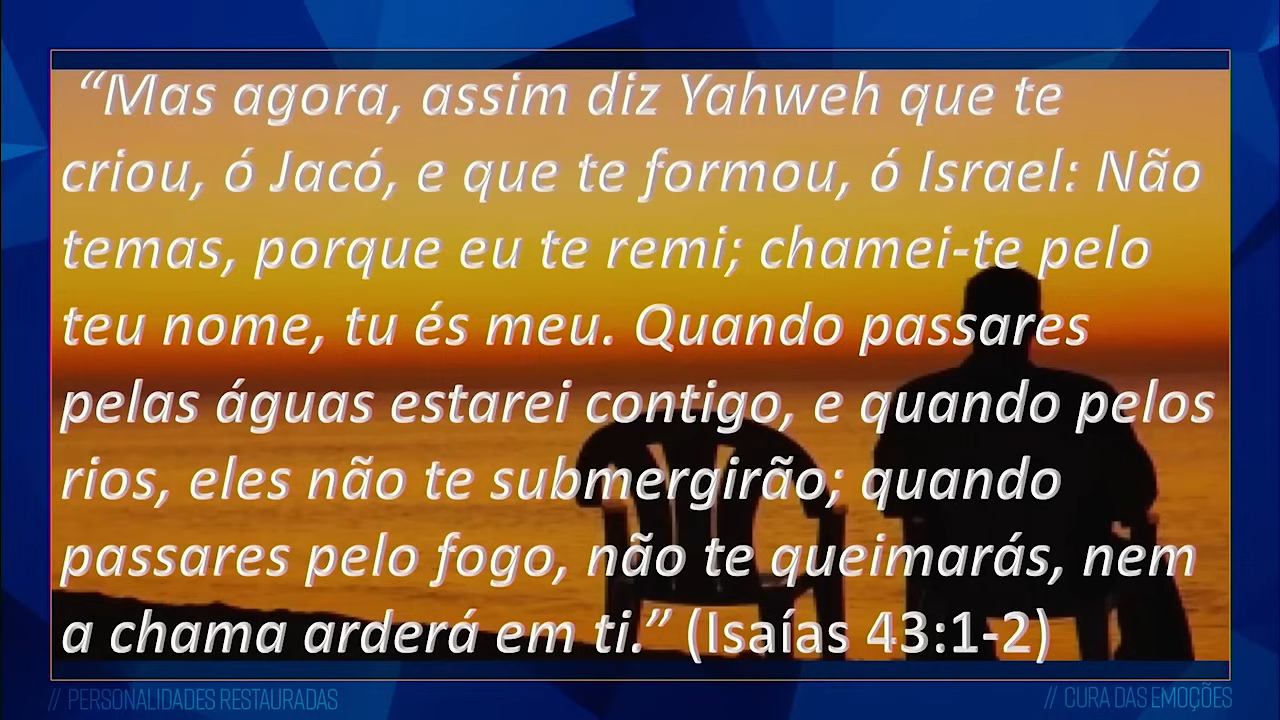 “Mas agora, assim diz Yahweh que te
criou, ó Jacó, e que te formou, ó Israel: Não
temas, porque eu te remi; chamei-te pelo
teu nome, tu és meu. Quando passares
pelas águas estarei contigo, e quando pelos
rios, eles não te submergirão; quando
passares pelo fogo, não te queimarás, nem
a chama arderá em ti.” (Isaías 43:1-2)
// PERSONALIDADES RESTAURADAS
// CURA DAS EMOÇÕES